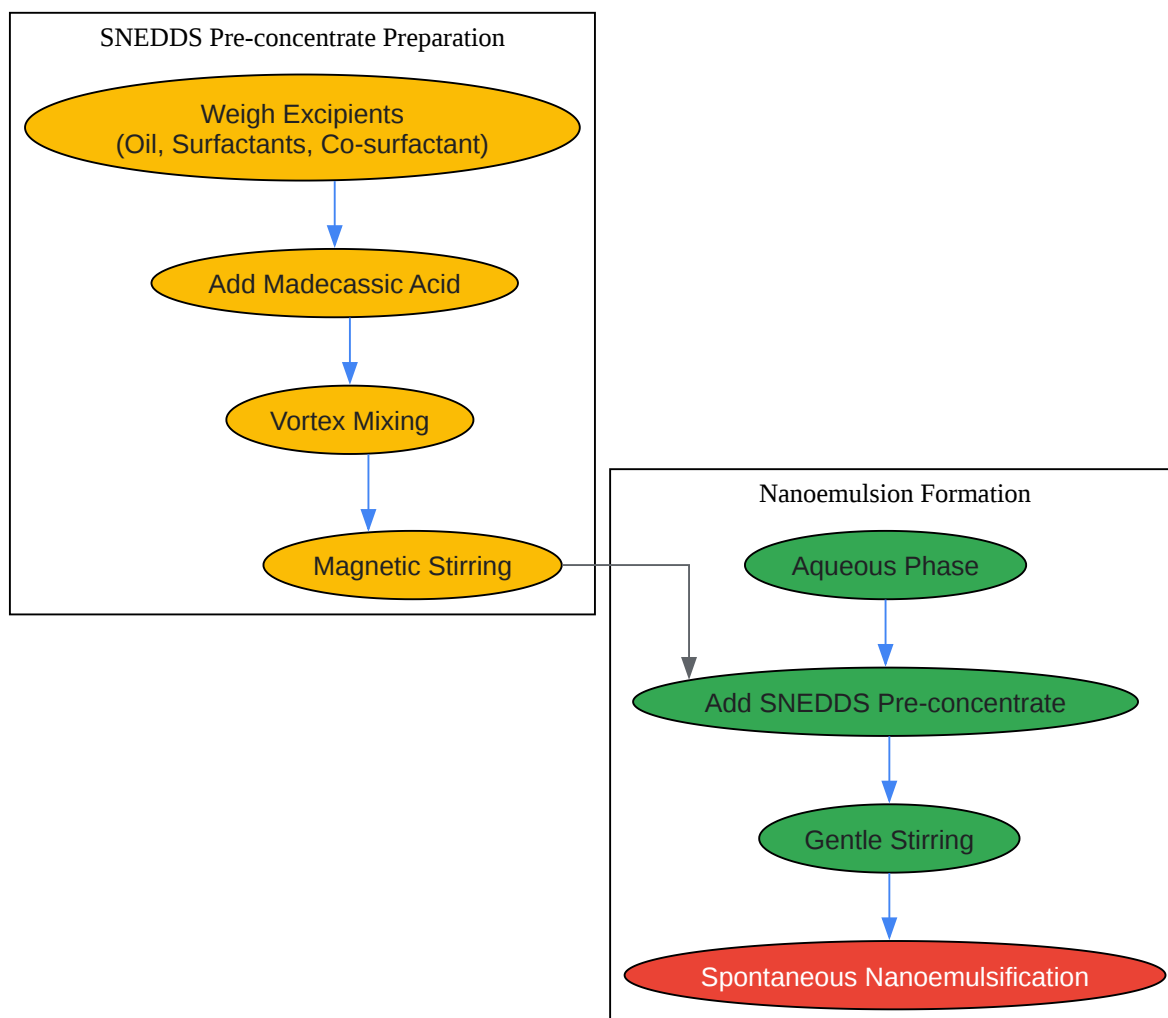 SNEDDS Pre-concentrate Preparation
Weigh Excipients
(Oil, Surfactants, Co-surfactant)
Add Madecassic Acid
Vortex Mixing
Magnetic Stirring
Nanoemulsion Formation
Aqueous Phase
Add SNEDDS Pre-concentrate
Gentle Stirring
Spontaneous Nanoemulsification